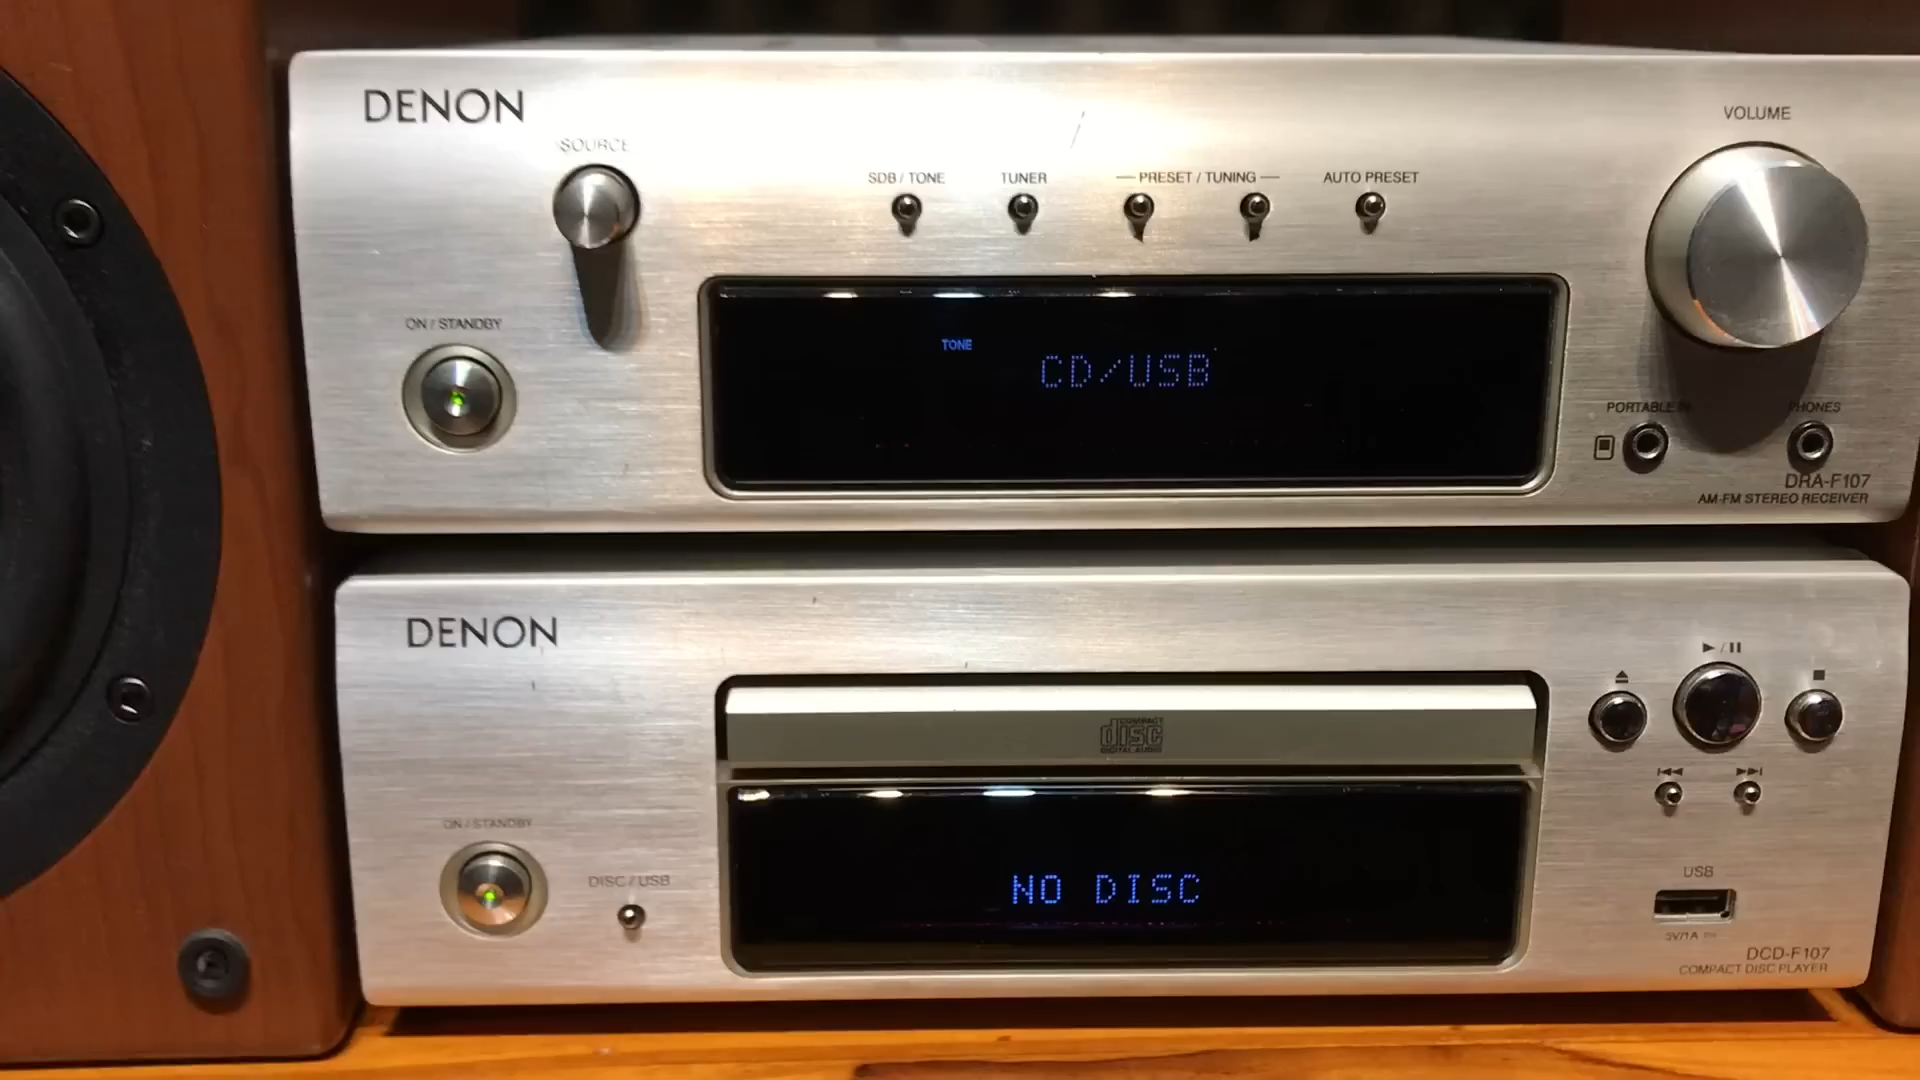 DENON
SOURCE
VOLUME
SDB / TONE
TUNER
PRESET / TUNING
AUTO PRESET
ON / STANDBY
TONE
CD/USB
PORTABLE IN
PHONES
DRA-F107
AM-FM STEREO RECEIVER
DENON
COMPACT
disc
DIGITAL AUDIO
ON / STANDBY
DISC / USB
NO DISC
USB
5V/1A
DCD-F107
COMPACT DISC PLAYER